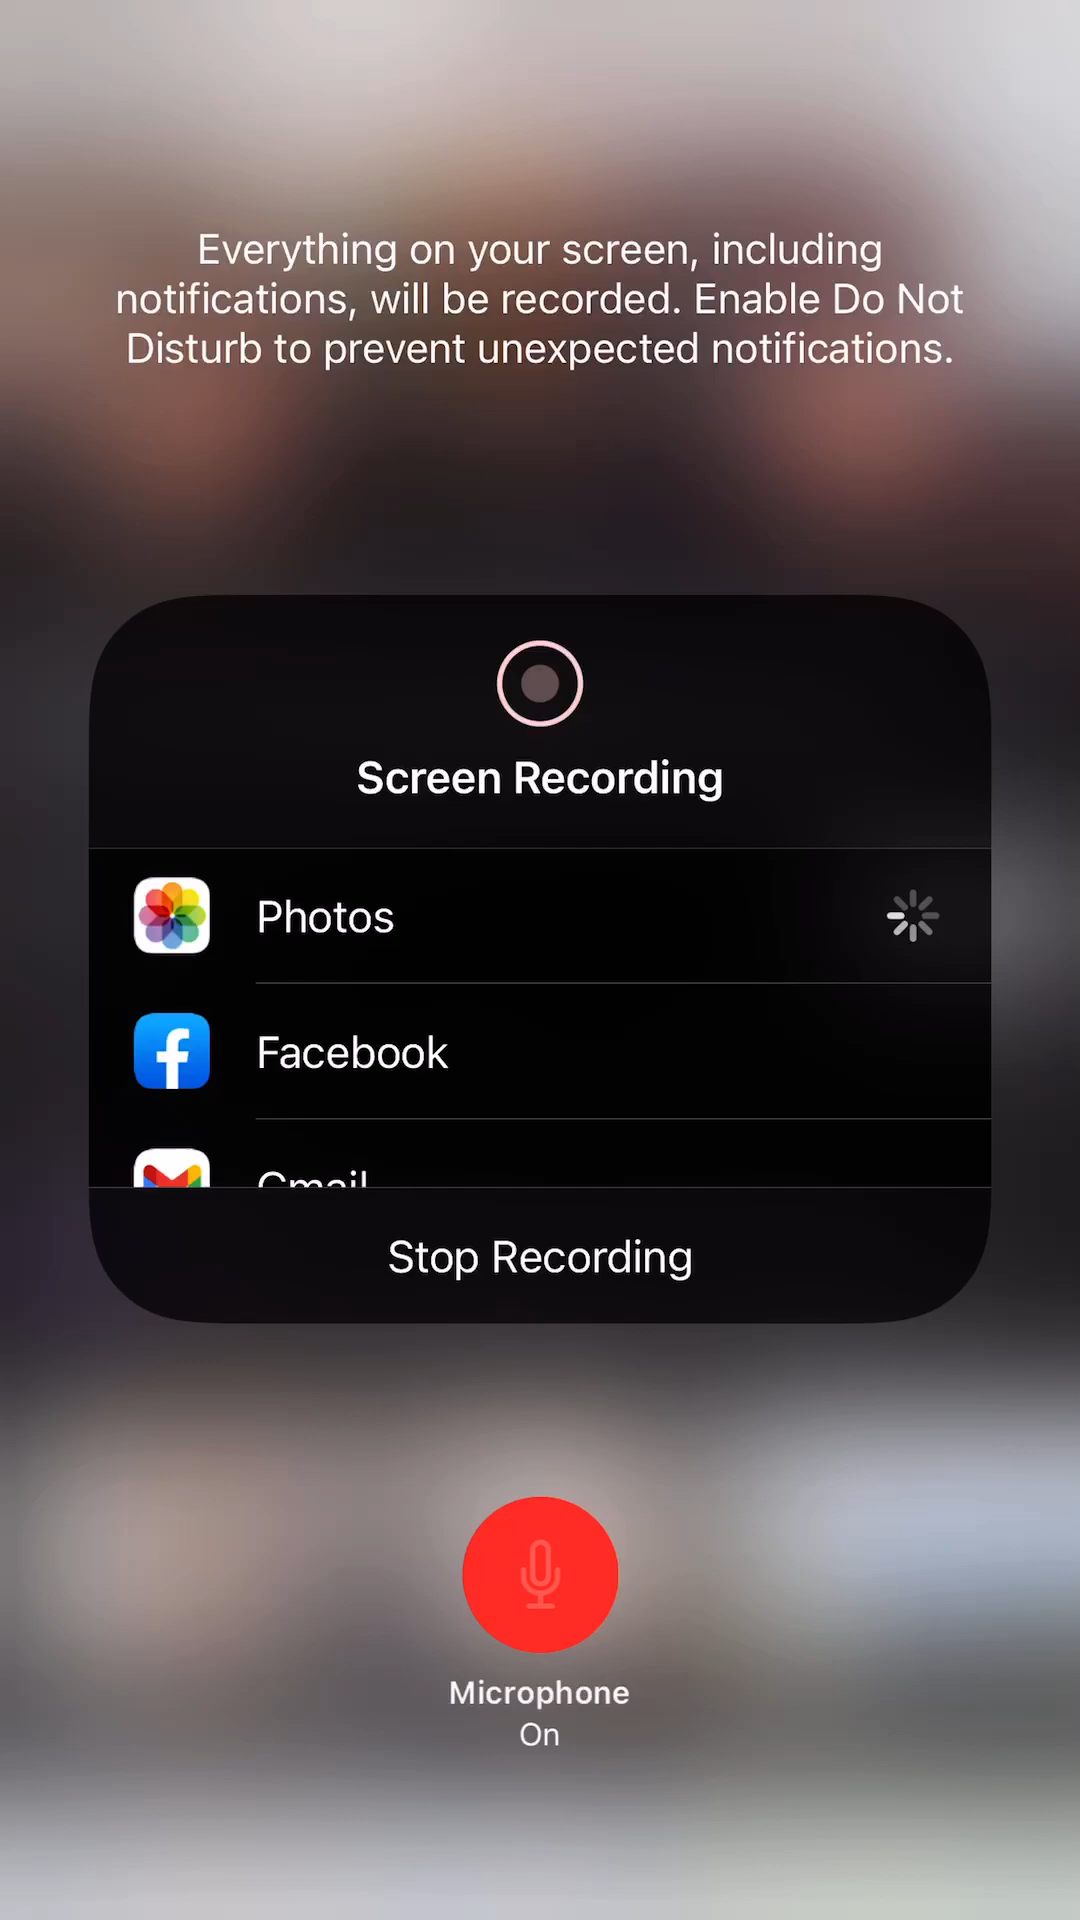 Everything on your screen, including
notifications, will be recorded. Enable Do Not
Disturb to prevent unexpected notifications.
Screen Recording
Photos
Facebook
Gmail
Stop Recording
Microphone
On